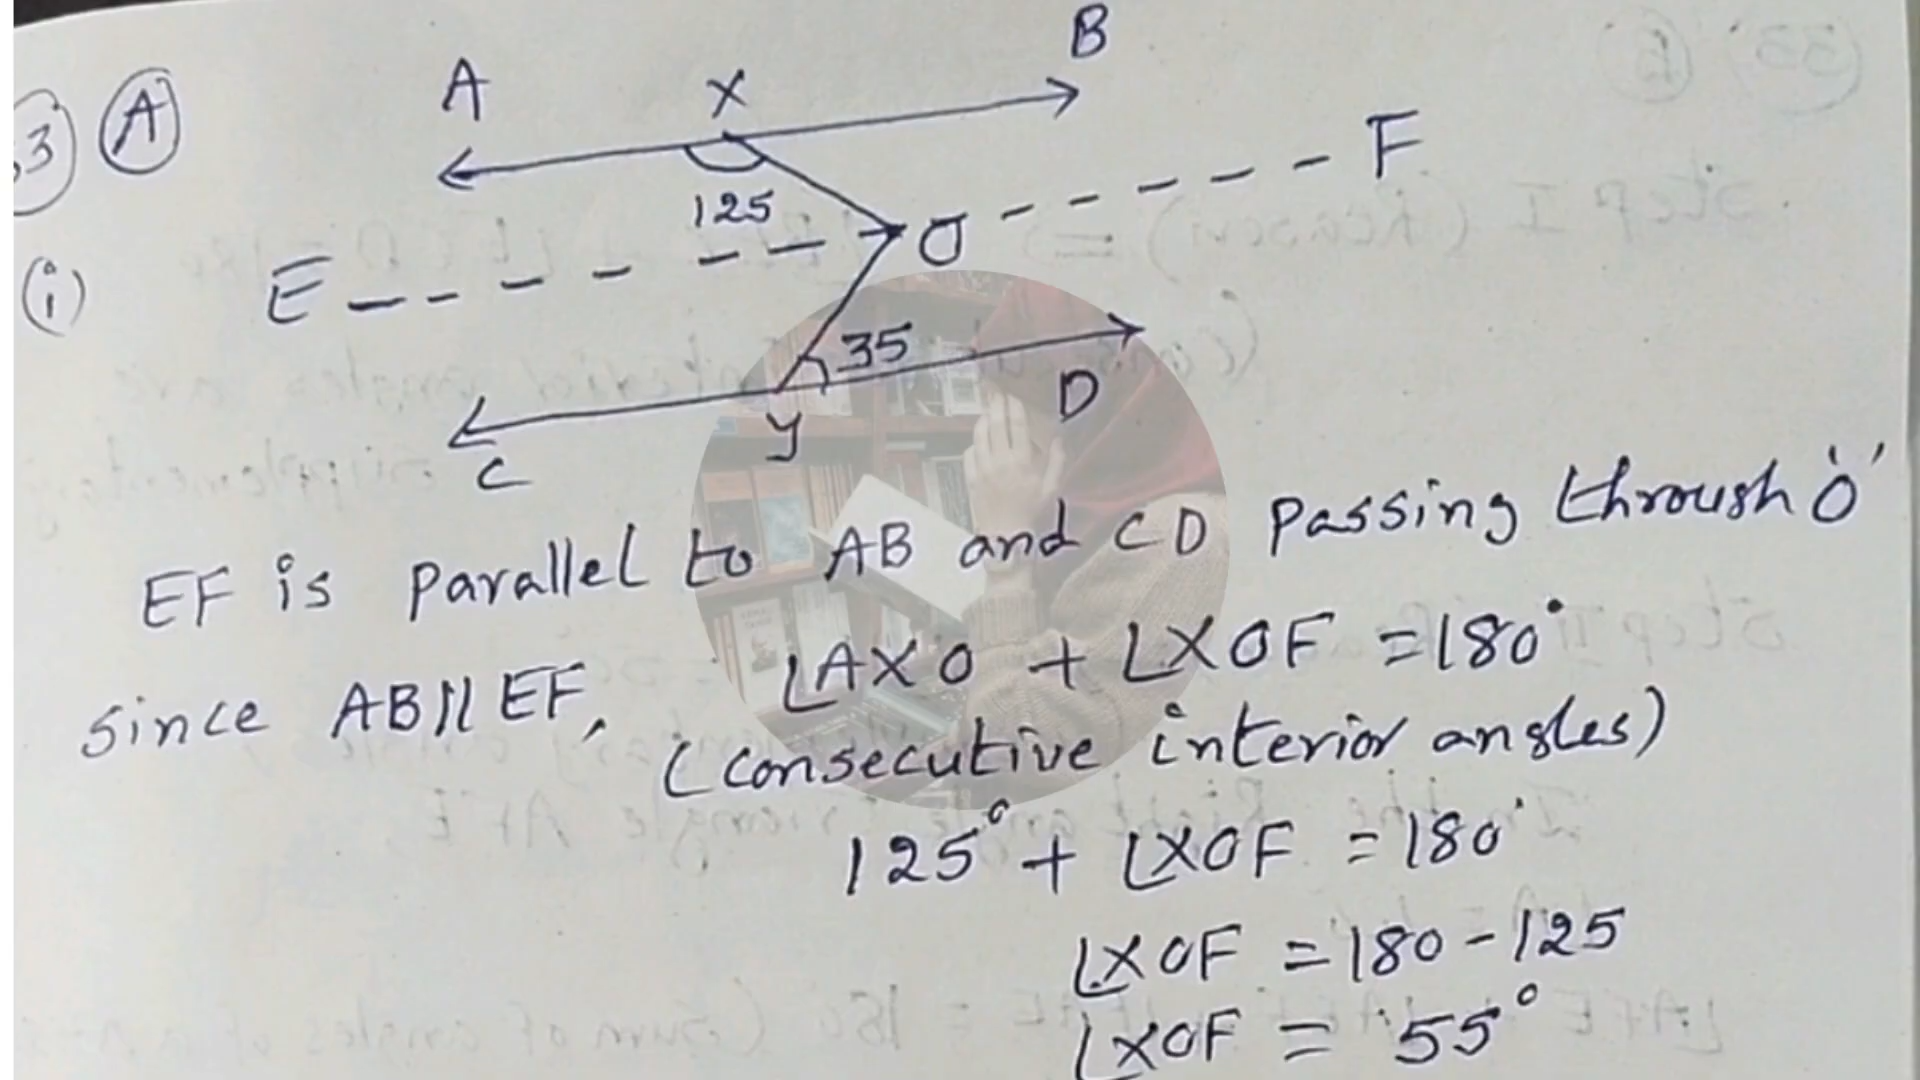 B
A X
3 A
F
125
O
(i) E
35
D
Y
C
EF is parallel to AB and CD passing through 'O'
since AB || EF, ∠AXO + ∠XOF = 180°
(consecutive interior angles)
125° + ∠XOF = 180°
∠XOF = 180 - 125
∠XOF = 55°